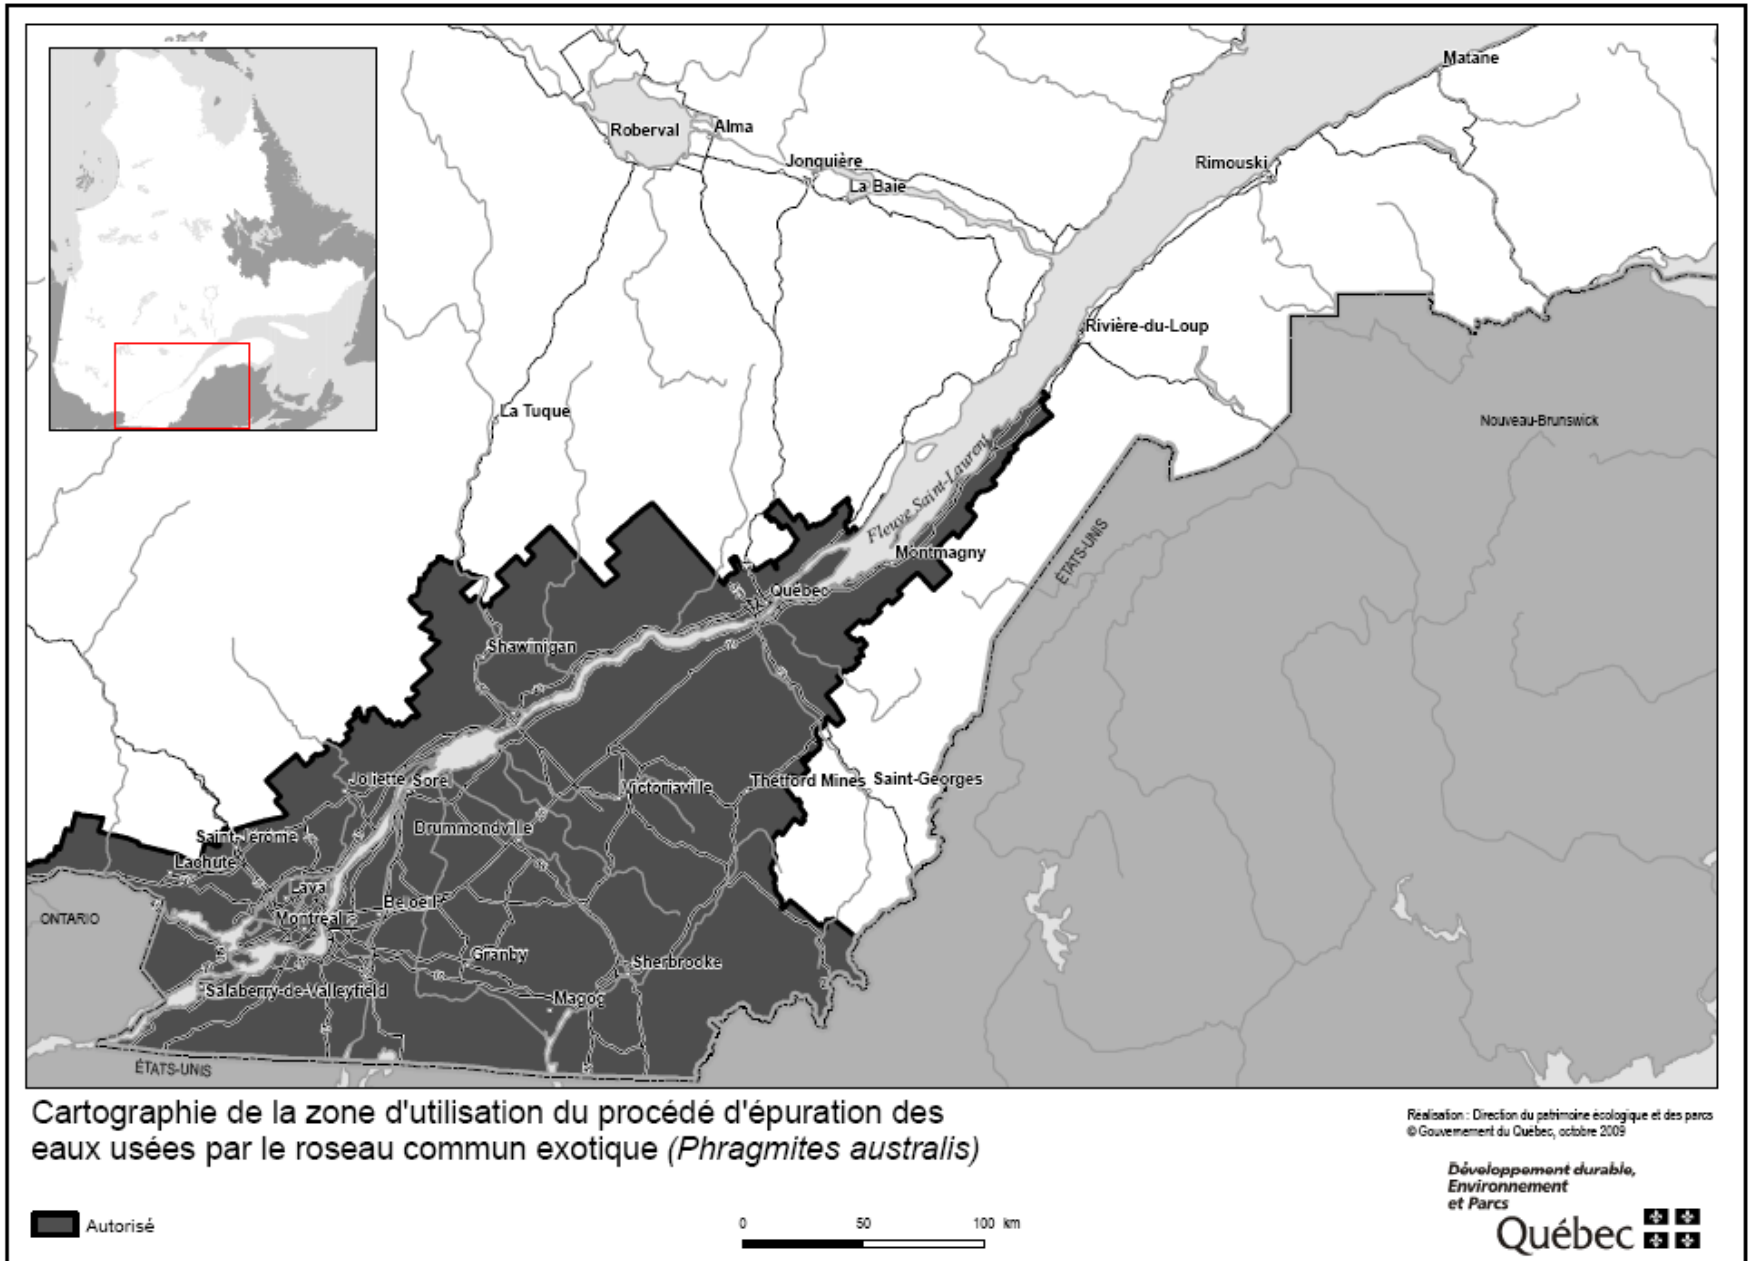 Matane
Roberval
Alma
Jonquière
La Baie
Rimouski
Rivière-du-Loup
La Tuque
Nouveau-Brunswick
Fleuve Saint-Laurent
Montmagny
ÉTATS-UNIS
Québec
Shawinigan
Joliette
Sorel
Victoriaville
Thetford Mines
Saint-Georges
Drummondville
Saint-Jérôme
Lachute
Lava
Beloeil
ONTARIO
Montreal
Granby
Sherbrooke
Salaberry-de-Valleyfield
Magog
ÉTATS-UNIS
Cartographie de la zone d'utilisation du procédé d'épuration des
eaux usées par le roseau commun exotique (Phragmites australis)
Réalisation : Direction du patrimoine écologique et des parcs
© Gouvernement du Québec, octobre 2009
Autorisé
0 50 100 km
Développement durable,
Environnement
et Parcs
Québec